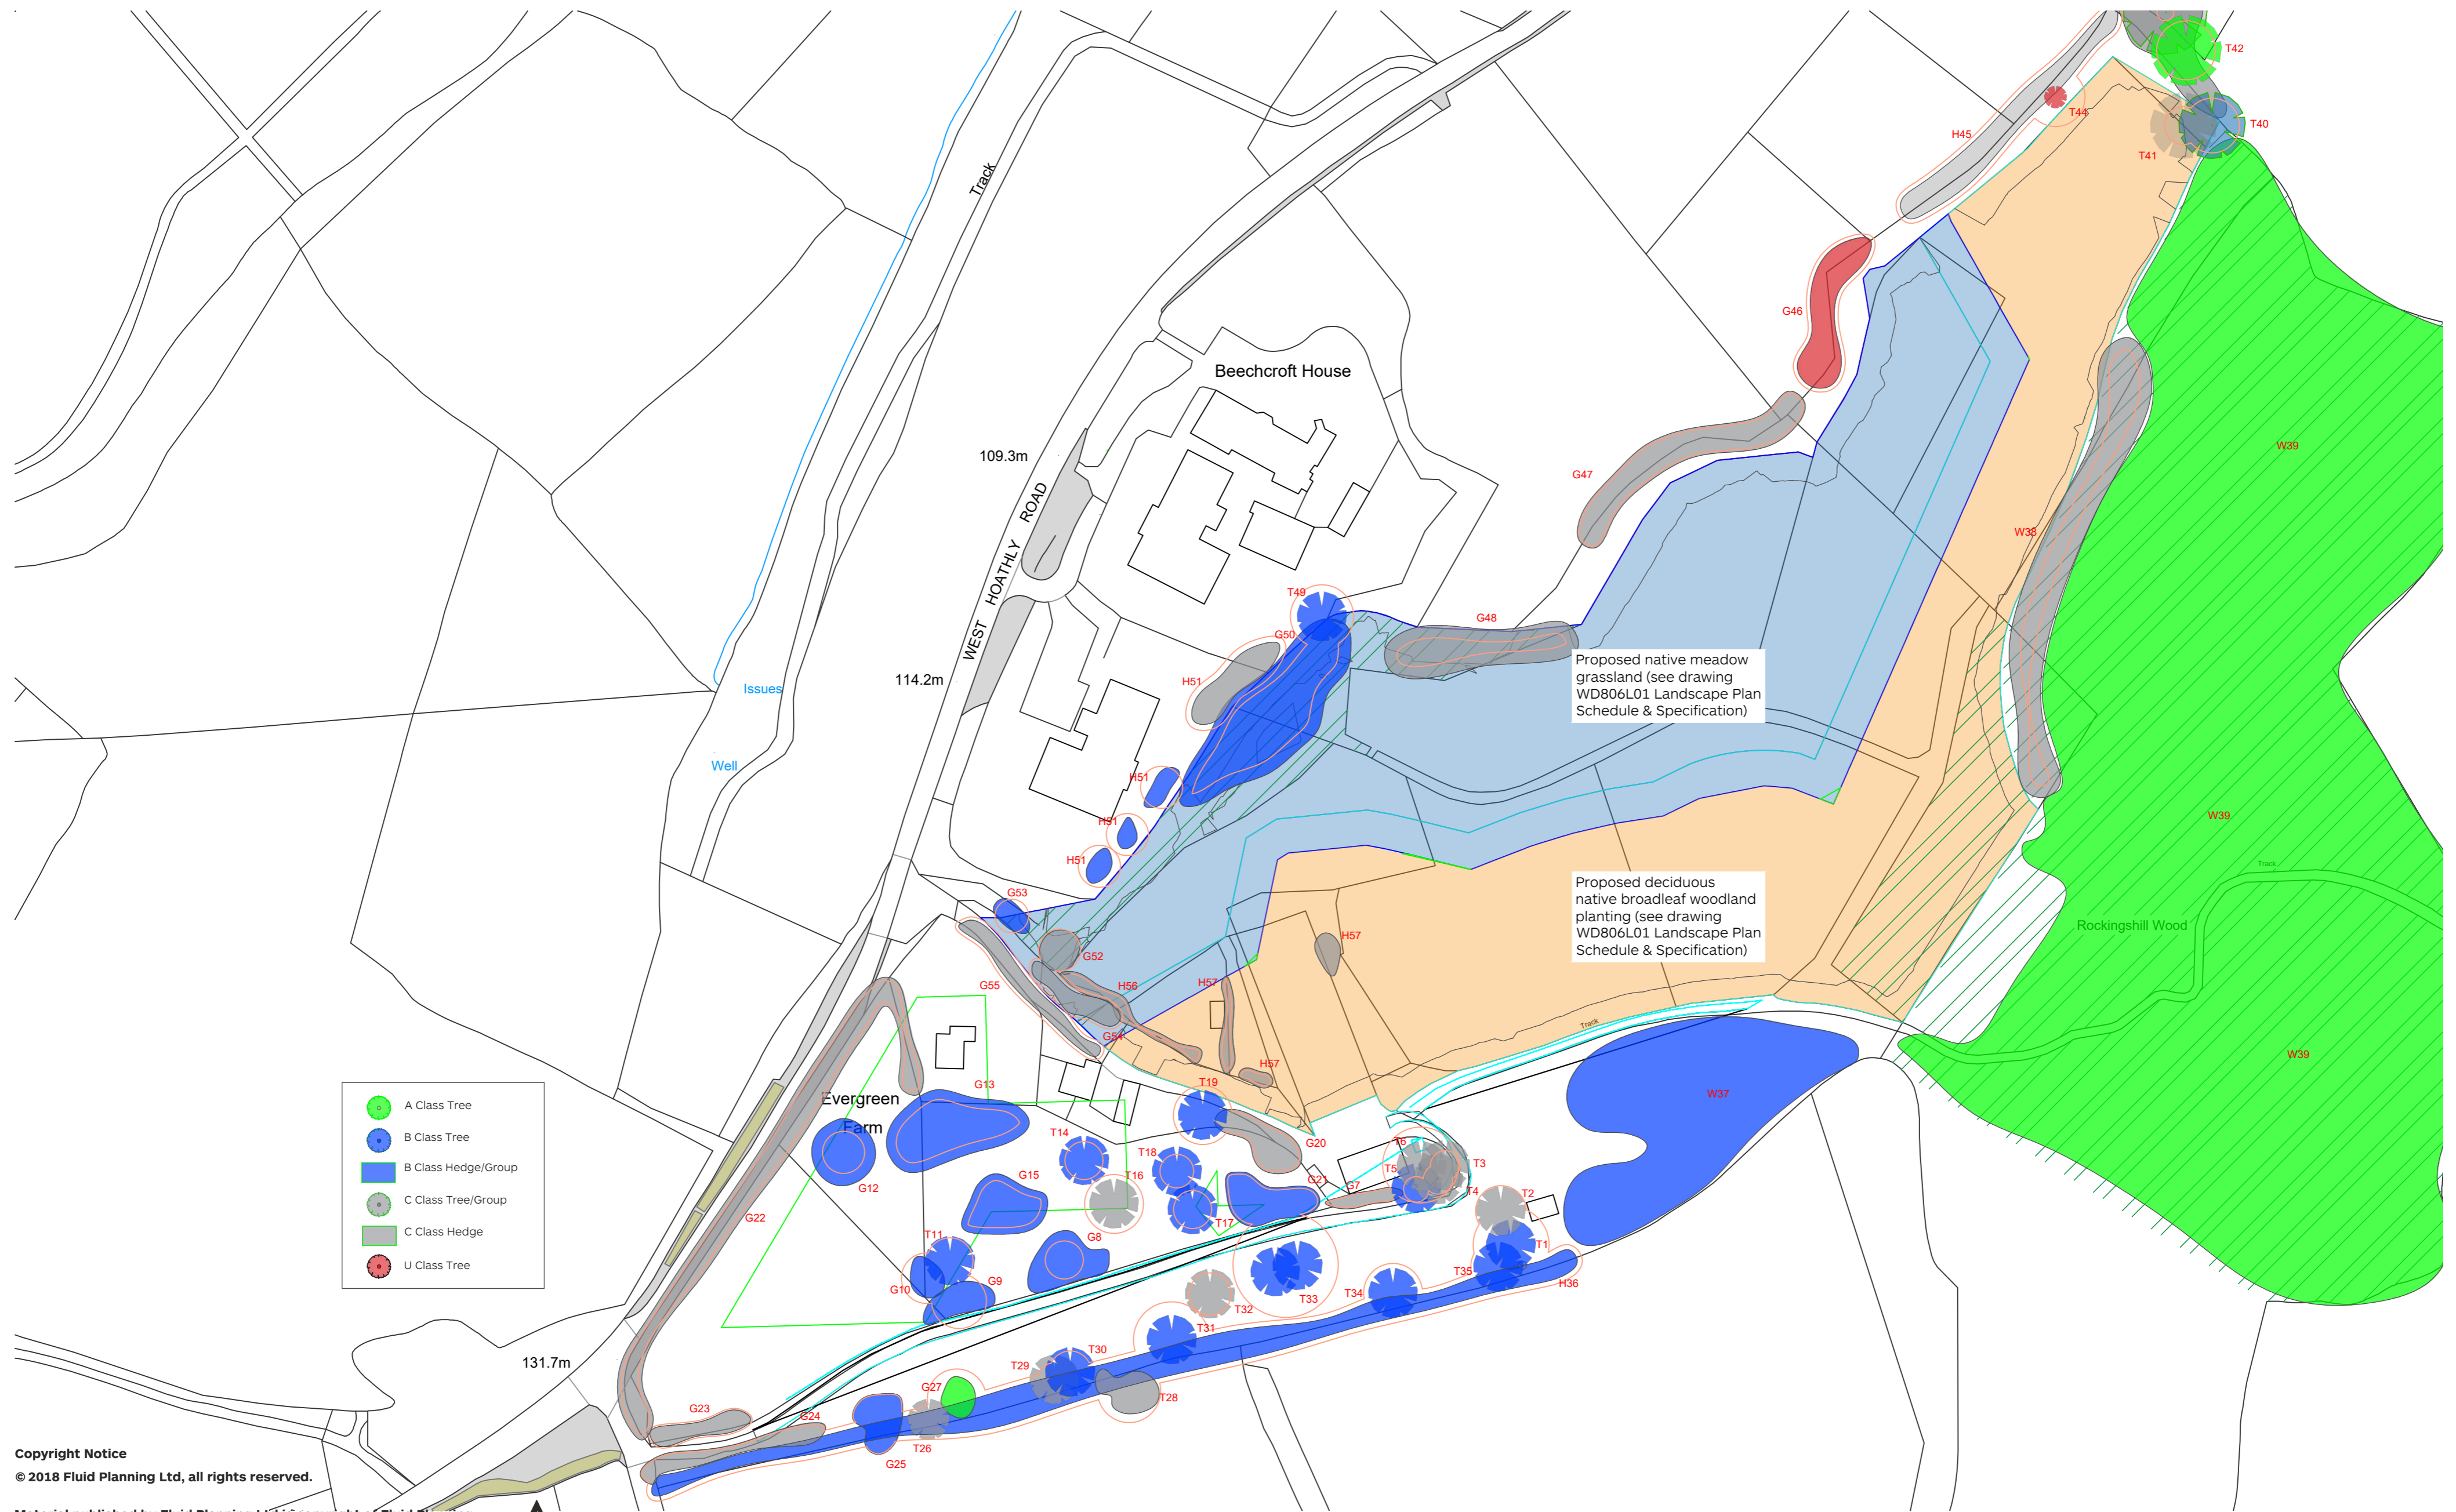 T42
T44
T40
H45
T41
Track
G46
Beechcroft House
W39
109.3m
G47
WEST HOATHLY ROAD
W38
T49
G48
G50
Proposed native meadow
grassland (see drawing
WD806L01 Landscape Plan
Schedule & Specification)
H51
114.2m
Issues
Well
H51
H51
H51
W39
Track
Proposed deciduous
native broadleaf woodland
planting (see drawing
WD806L01 Landscape Plan
Schedule & Specification)
G53
Rockingshill Wood
H57
G52
G55
H56
H57
Track
G54
W39
H57
T19
G13
W37
Evergreen
Farm
T14
G20
T6
T18
T3
T5
G12
G15
T16
G21
G7
T4
T2
G22
T17
T11
G8
T1
T35
H36
G10
G9
T33
T34
T32
T31
A Class Tree
B Class Tree
B Class Hedge/Group
C Class Tree/Group
C Class Hedge
U Class Tree
131.7m
T30
T29
G27
T28
G23
G24
T26
G25
Copyright Notice
© 2018 Fluid Planning Ltd, all rights reserved.